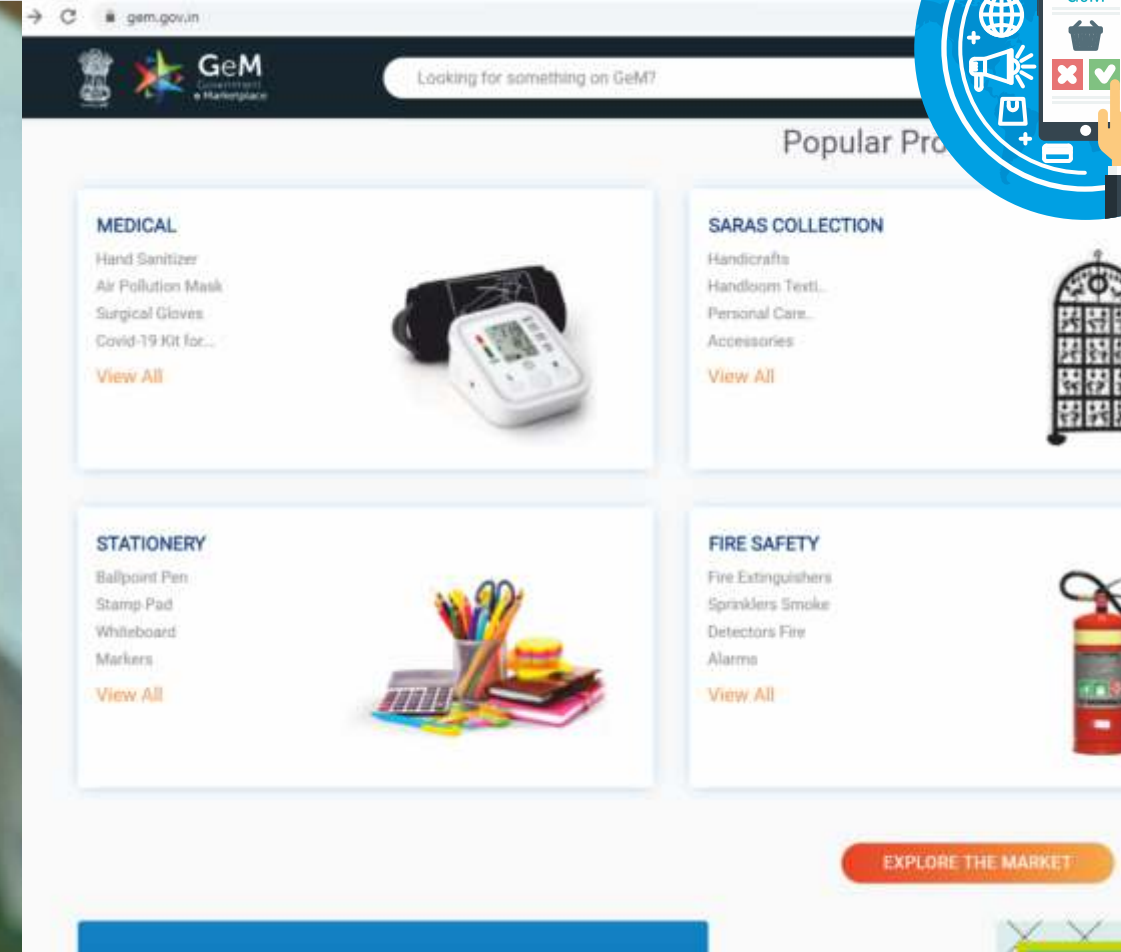 gem.gov.in
GeM
Government
e Marketplace
Looking for something on GeM?
Popular Pro
MEDICAL
Hand Sanitizer
Air Pollution Mask
Surgical Gloves
Covid-19 Kit for...
View All
SARAS COLLECTION
Handicrafts
Handloom Texti..
Personal Care..
Accessories
View All
STATIONERY
Ballpoint Pen
Stamp Pad
Whiteboard
Markers
View All
FIRE SAFETY
Fire Extinguishers
Sprinklers Smoke
Detectors Fire
Alarms
View All
EXPLORE THE MARKET